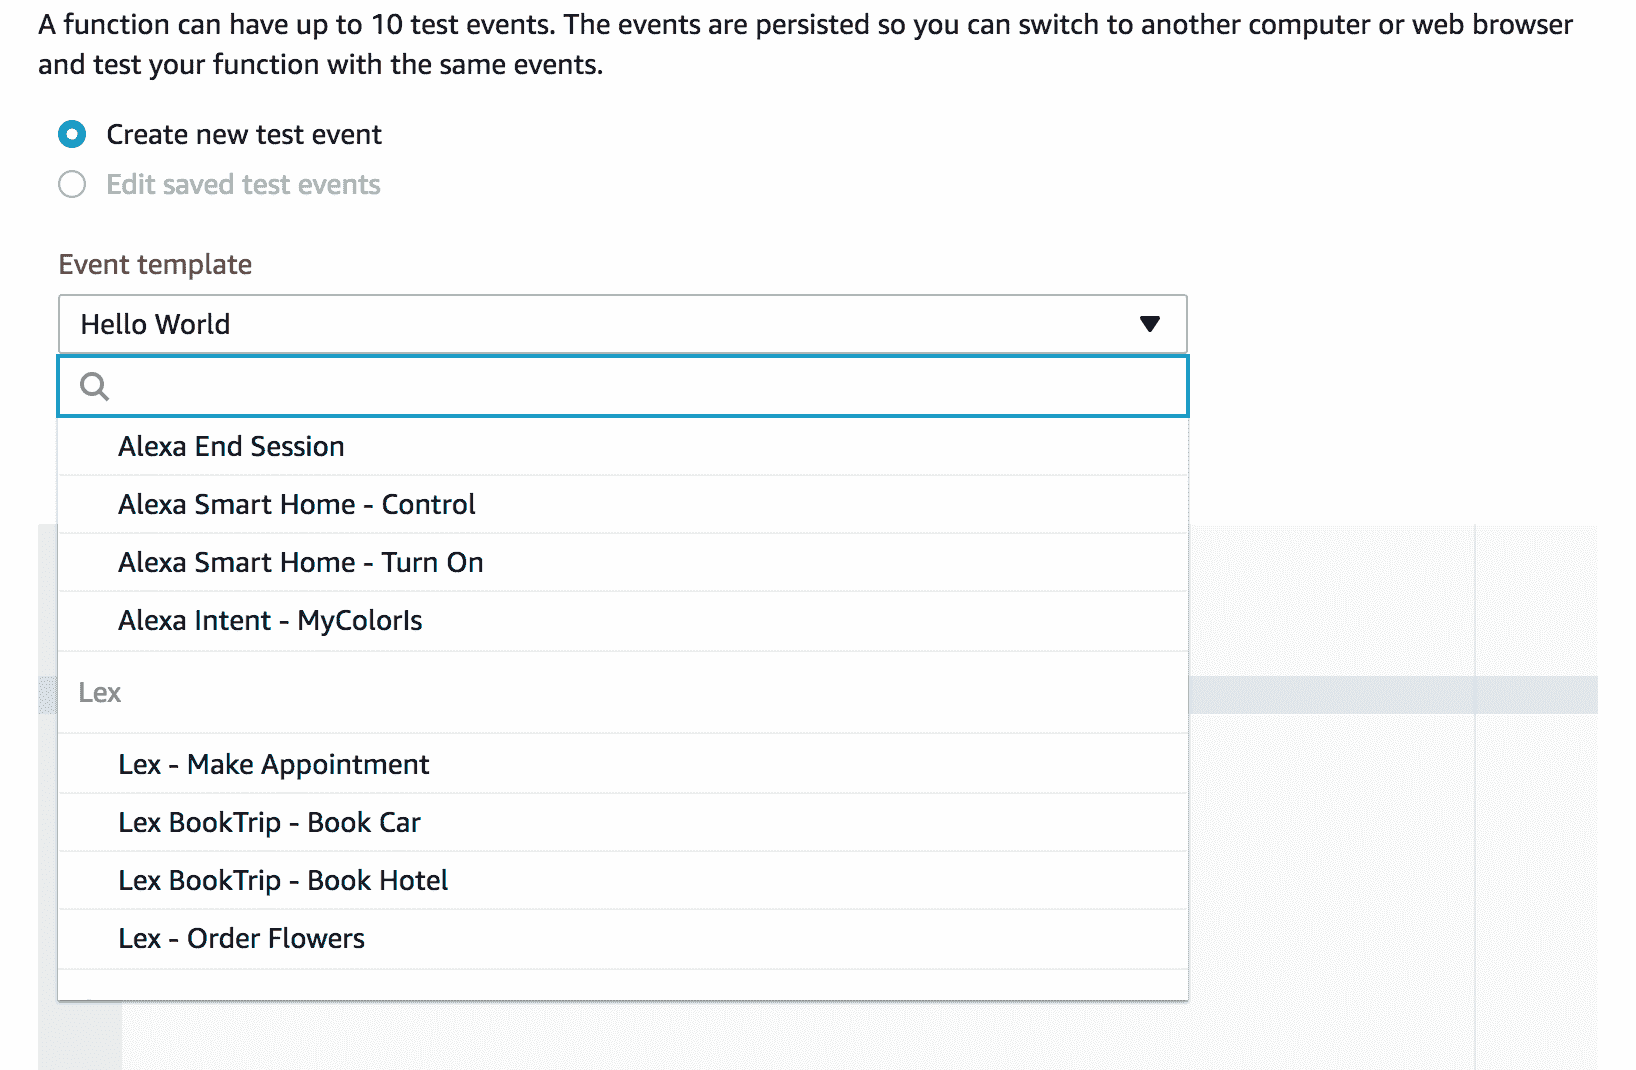 A function can have up to 10 test events. The events are persisted so you can switch to another computer or web browser
and test your function with the same events.
Create new test event
Edit saved test events
Event template
Hello World
Alexa End Session
Alexa Smart Home - Control
Alexa Smart Home - Turn On
Alexa Intent - MyColorIs
Lex
Lex - Make Appointment
Lex BookTrip - Book Car
Lex BookTrip - Book Hotel
Lex - Order Flowers